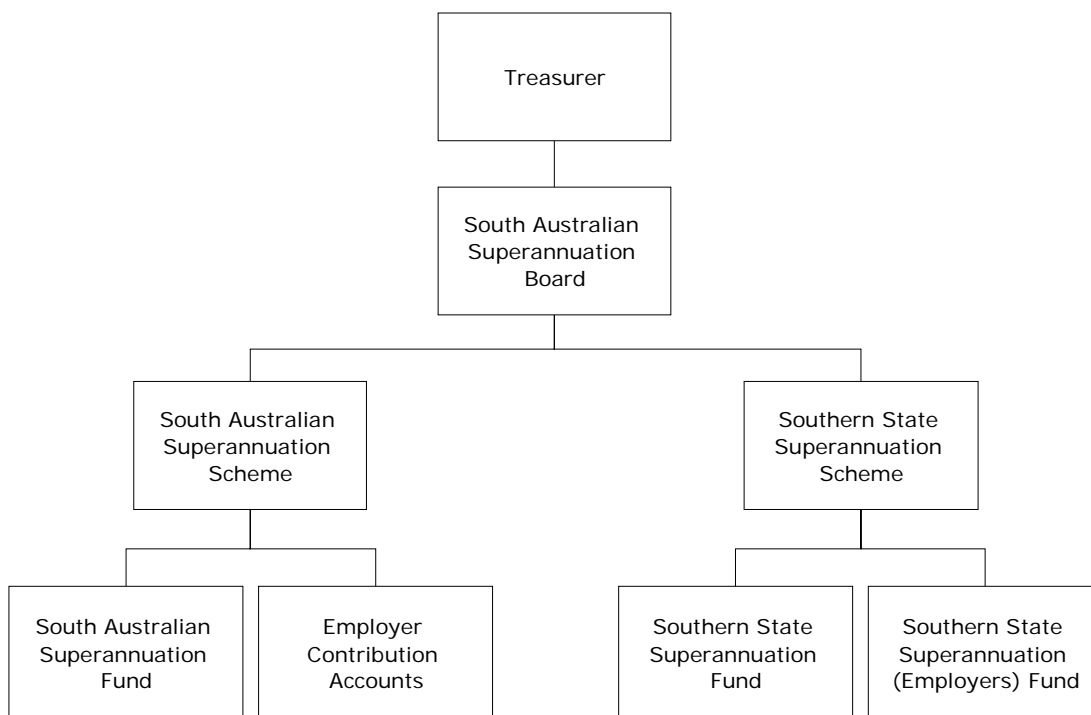 Treasurer
South Australian
Superannuation
Board
South Australian
Superannuation
Scheme
Southern State
Superannuation
Scheme
South Australian
Superannuation
Fund
Employer
Contribution
Accounts
Southern State
Superannuation
Fund
Southern State
Superannuation
(Employers) Fund